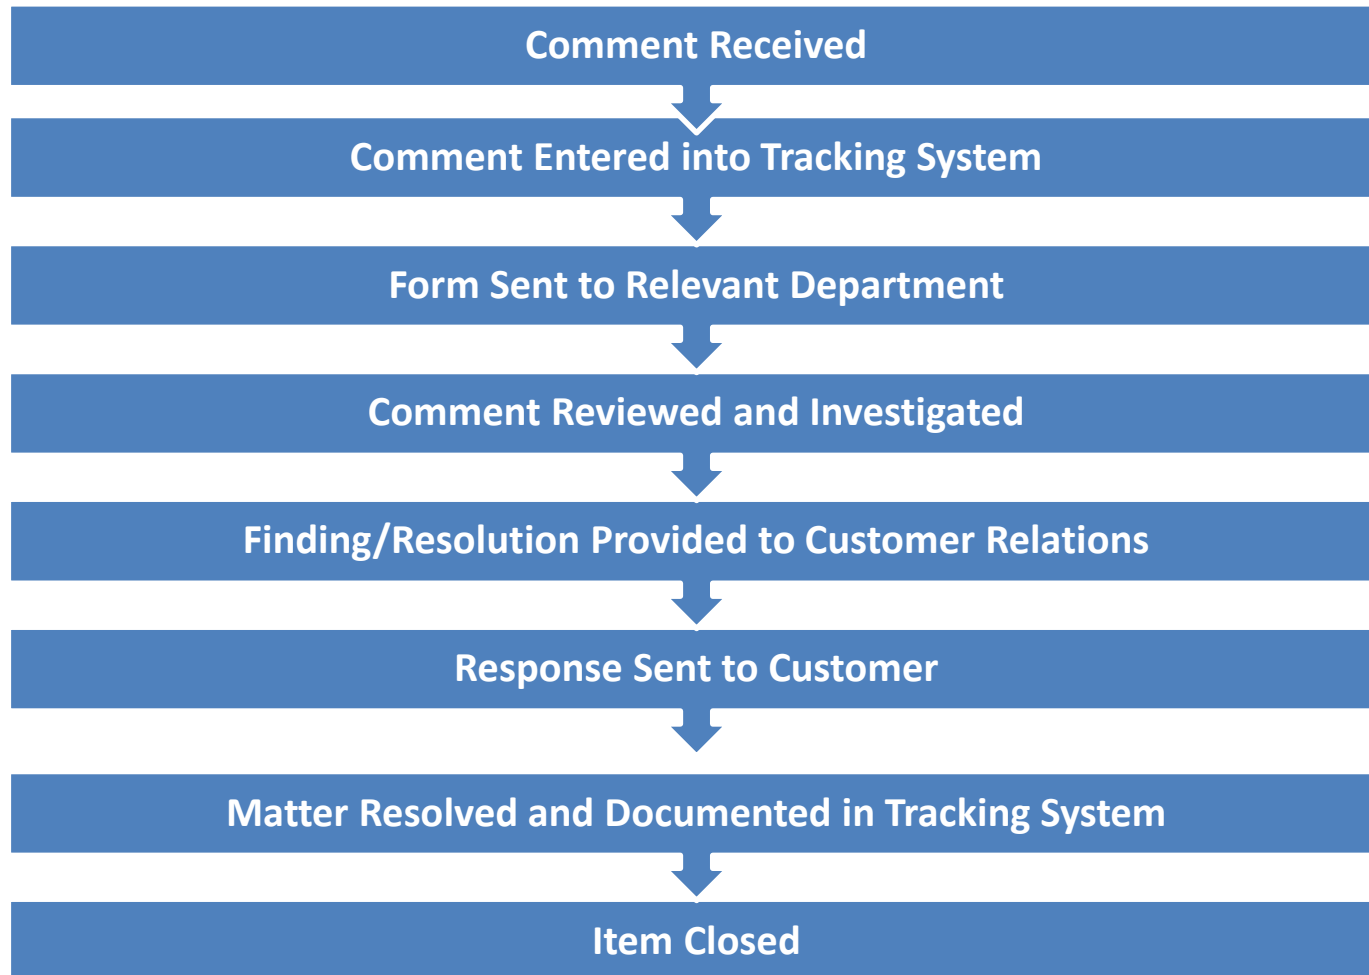 Comment Received
Comment Entered into Tracking System
Form Sent to Relevant Department
Comment Reviewed and Investigated
Finding/Resolution Provided to Customer Relations
Response Sent to Customer
Matter Resolved and Documented in Tracking System
Item Closed